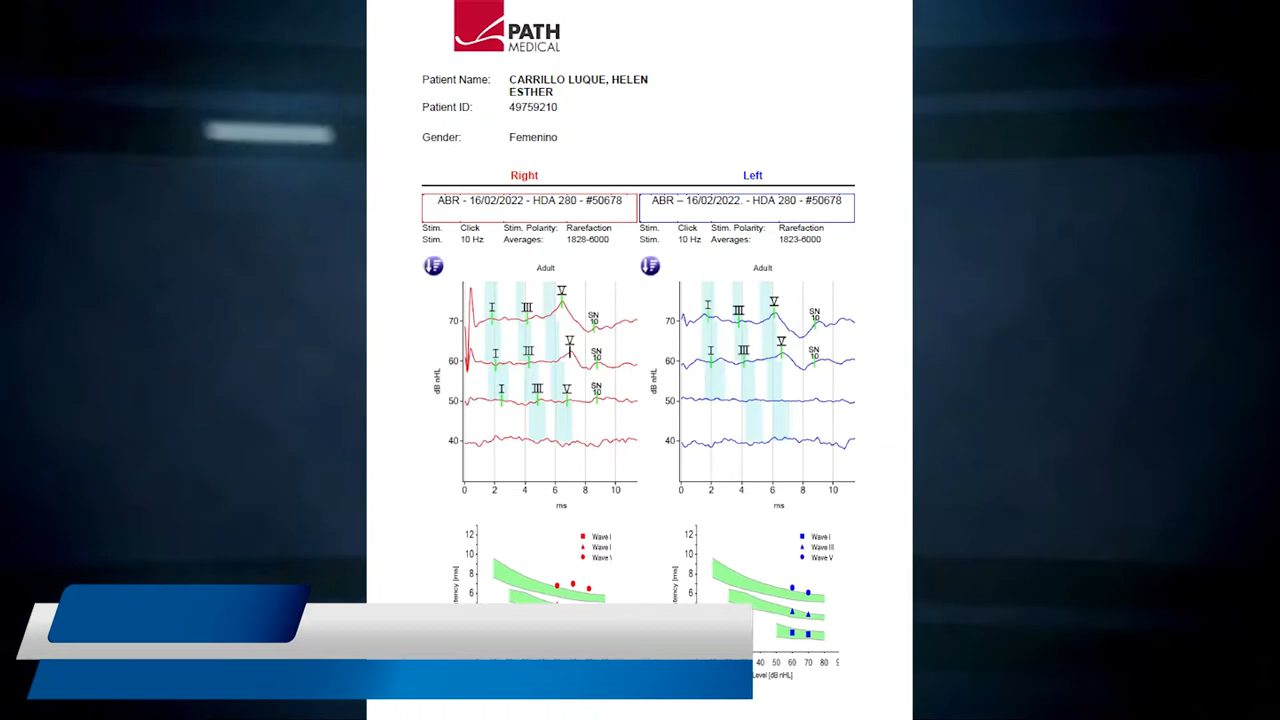 PATH
MEDICAL
Patient Name: CARRILLO LUQUE, HELEN
ESTHER
Patient ID: 49759210
Gender: Femenino
Right Left
ABR - 16/02/2022 - HDA 280 - #50678 ABR – 16/02/2022. - HDA 280 - #50678
Stim. Click Stim. Polarity: Rarefaction Stim. Click Stim. Polarity: Rarefaction
Stim. 10 Hz Averages: 1828-6000 Stim. 10 Hz Averages: 1823-6000
Adult Adult
I III V SN 10 I III V SN 10
70 70
I III V SN 10 I III V SN 10
60 60
dB nHL dB nHL
I III V SN 10
50 50
40 40
0 2 4 6 8 10 0 2 4 6 8 10
ms ms
12 Wave I 12 Wave I
Wave I Wave III
10 Wave V 10 Wave V
8 8
6 6
40 50 60 70 80
Level [dB nHL]